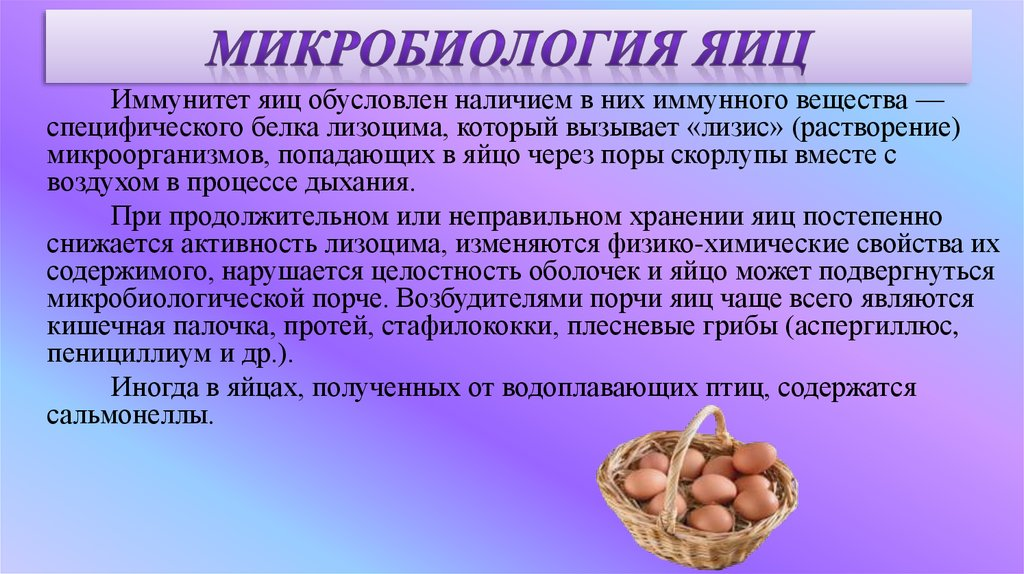 МИКРОБИОЛОГИЯ ЯИЦ
Иммунитет яиц обусловлен наличием в них иммунного вещества —
специфического белка лизоцима, который вызывает «лизис» (растворение)
микроорганизмов, попадающих в яйцо через поры скорлупы вместе с
воздухом в процессе дыхания.
При продолжительном или неправильном хранении яиц постепенно
снижается активность лизоцима, изменяются физико-химические свойства их
содержимого, нарушается целостность оболочек и яйцо может подвергнуться
микробиологической порче. Возбудителями порчи яиц чаще всего являются
кишечная палочка, протей, стафилококки, плесневые грибы (аспергиллюс,
пенициллиум и др.).
Иногда в яйцах, полученных от водоплавающих птиц, содержатся
сальмонеллы.